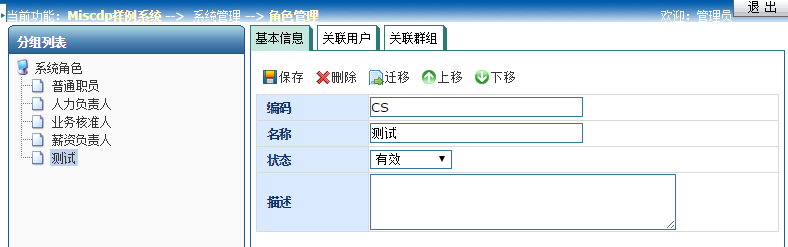 当前功能：Miscdp样例系统 --> 系统管理 --> 角色管理 欢迎：管理员 退 出
分组列表
系统角色
普通职员
人力负责人
业务核准人
薪资负责人
测试
基本信息 关联用户 关联群组
保存 删除 迁移 上移 下移
编码 CS
名称 测试
状态 有效
描述